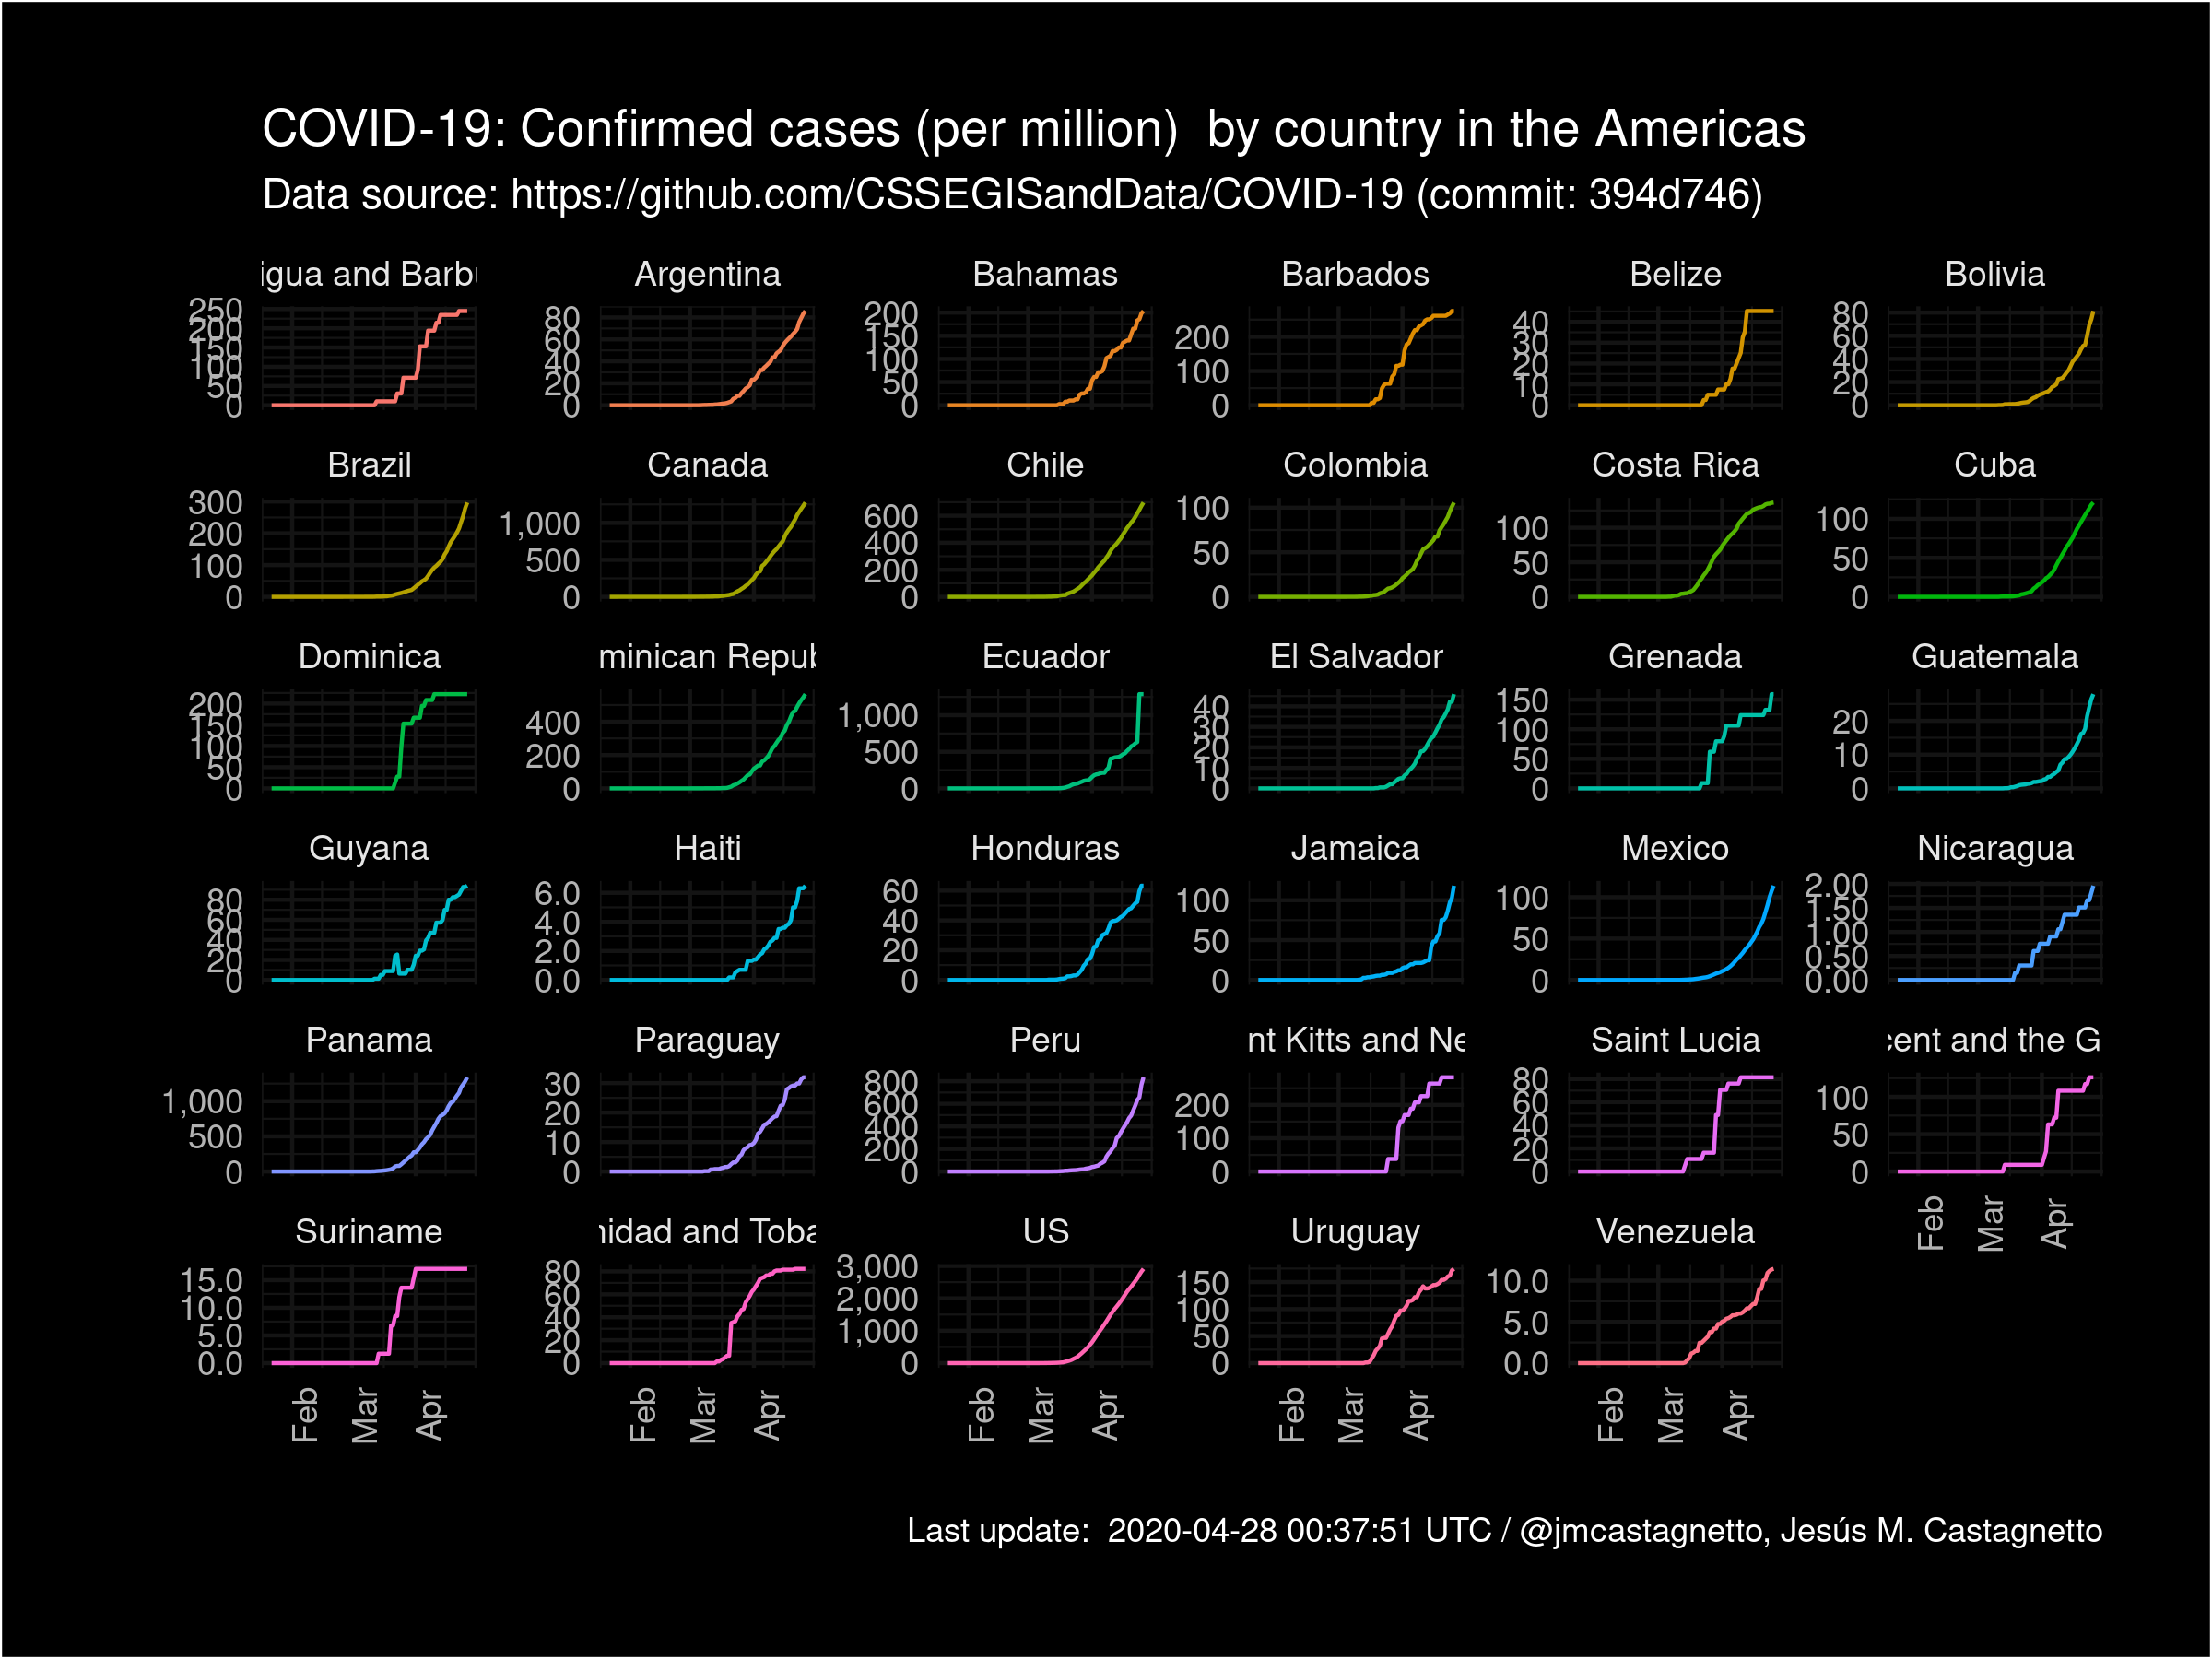 COVID-19: Confirmed cases (per million)  by country in the Americas
Data source: https://github.com/CSSEGISandData/COVID-19 (commit: 394d746)
igua and Barbu Argentina Bahamas Barbados Belize Bolivia
250 200 150 100 50 0
80 60 40 20 0
200 150 100 50 0
200 100 0
40 30 20 10 0
80 60 40 20 0
Brazil Canada Chile Colombia Costa Rica Cuba
300 200 100 0
1,000 500 0
600 400 200 0
100 50 0
100 50 0
100 50 0
Dominica minican Repub Ecuador El Salvador Grenada Guatemala
200 150 100 50 0
400 200 0
1,000 500 0
40 30 20 10 0
150 100 50 0
20 10 0
Guyana Haiti Honduras Jamaica Mexico Nicaragua
80 60 40 20 0
6.0 4.0 2.0 0.0
60 40 20 0
100 50 0
100 50 0
2.00 1.50 1.00 0.50 0.00
Panama Paraguay Peru nt Kitts and Ne Saint Lucia cent and the G
1,000 500 0
30 20 10 0
800 600 400 200 0
200 100 0
80 60 40 20 0
100 50 0
Feb Mar Apr
Suriname nidad and Toba US Uruguay Venezuela
15.0 10.0 5.0 0.0
80 60 40 20 0
3,000 2,000 1,000 0
150 100 50 0
10.0 5.0 0.0
Feb Mar Apr Feb Mar Apr Feb Mar Apr Feb Mar Apr Feb Mar Apr
Last update:  2020-04-28 00:37:51 UTC / @jmcastagnetto, Jesús M. Castagnetto